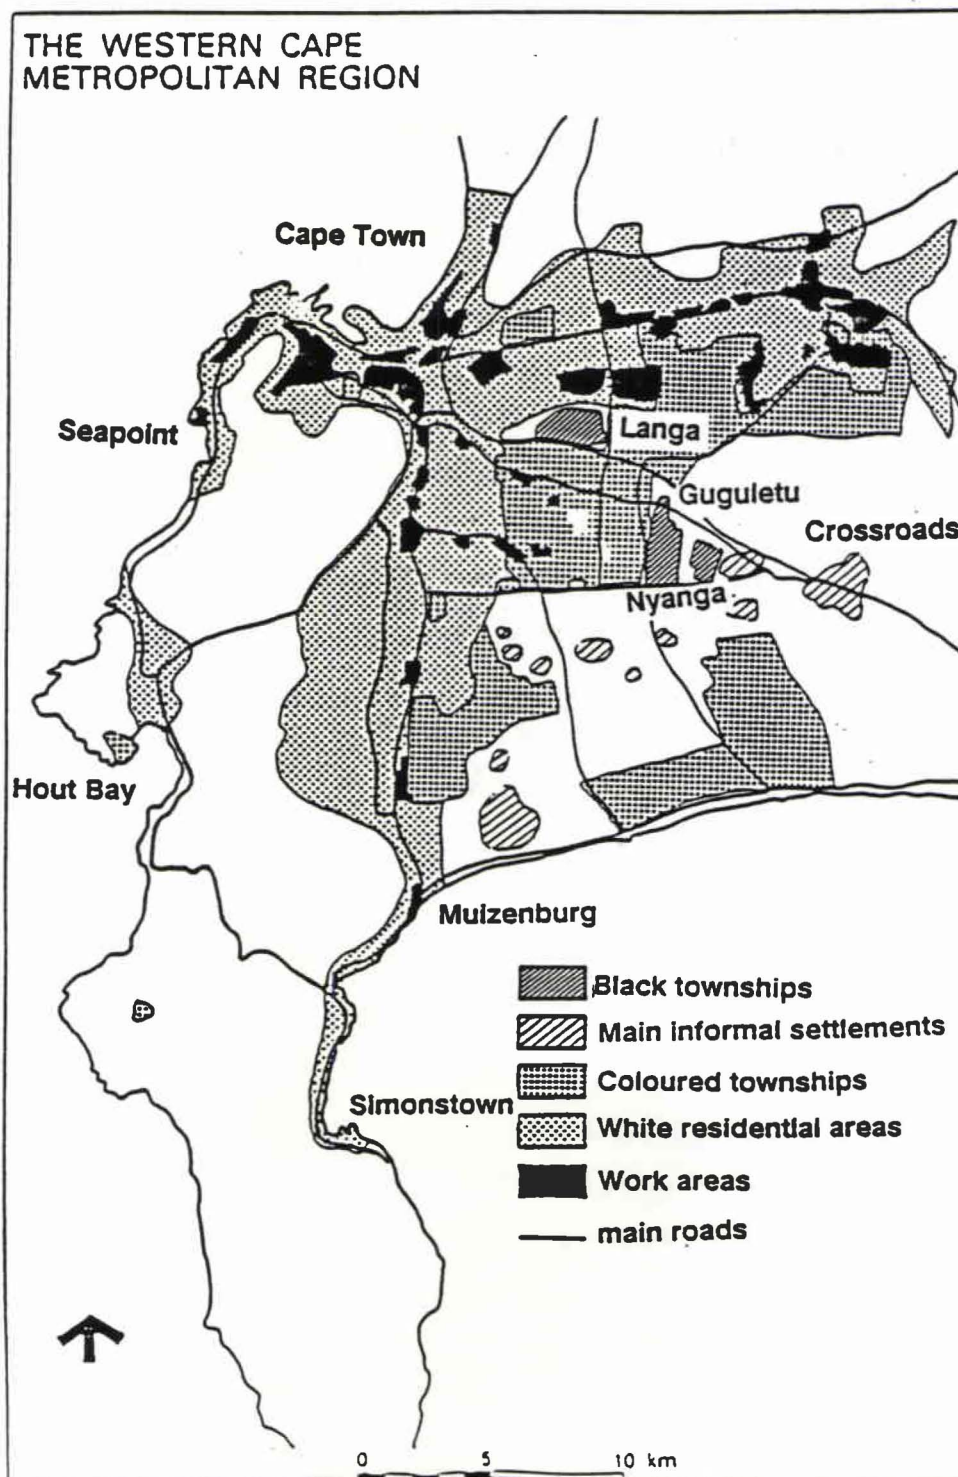 THE WESTERN CAPE
METROPOLITAN REGION
Cape Town
Seapoint
Langa
Guguletu
Crossroads
Nyanga
Hout Bay
Muizenburg
Black townships
Main informal settlements
Coloured townships
White residential areas
Simonstown
Work areas
main roads
0 5 10 km